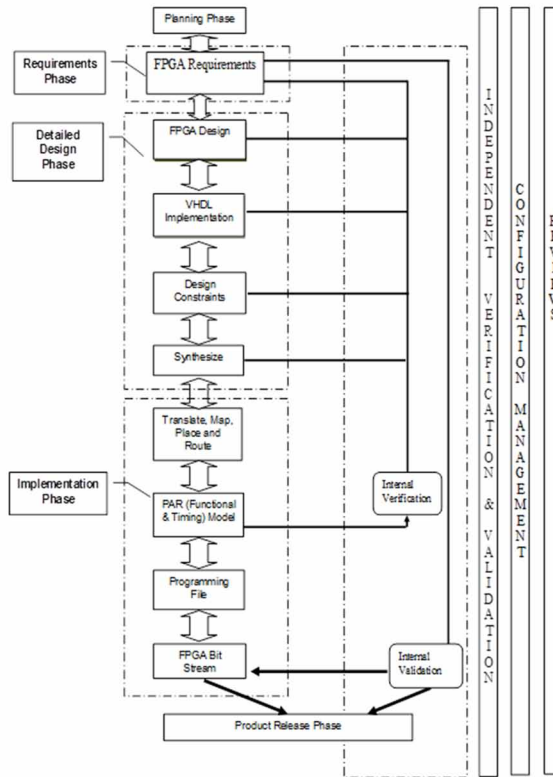 Planning Phase
Requirements
Phase
FPGA Requirements
Detailed
Design
Phase
FPGA Design
VHDL
Implementation
Design
Constraints
Synthesize
Translate, Map,
Place and
Route
Implementation
Phase
PAR (Functional
& Timing) Model
Internal
Verification
Programming
File
FPGA Bit
Stream
Internal
Validation
Product Release Phase
INDEPENDENT VERIFICATION & VALIDATION
CONFIGURATION MANAGEMENT